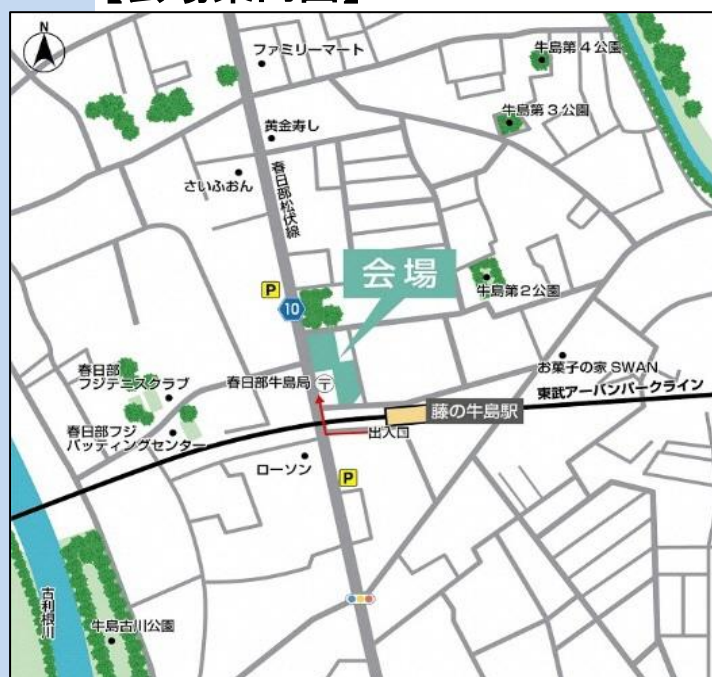 【会場案内図】
N
ファミリーマート
牛島第4公園
牛島第3公園
黄金寿し
さいふおん
春日部松伏線
会場
P
10
牛島第2公園
お菓子の家 SWAN
春日部
フジテニスクラブ
春日部牛島局
東武アーバンパークライン
藤の牛島駅
春日部フジ
バッティングセンター
出入口
ローソン
P
古利根川
牛島古川公園